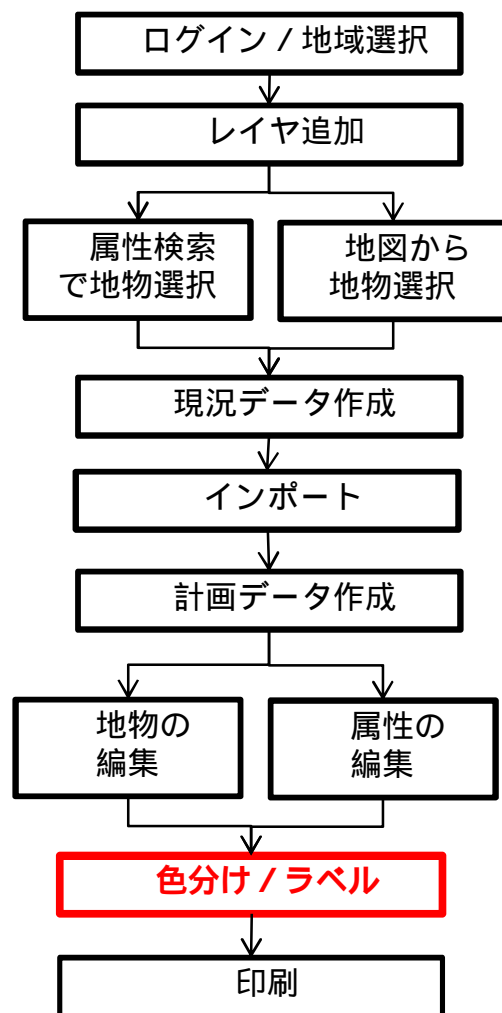 ログイン / 地域選択
レイヤ追加
属性検索
で地物選択
地図から
地物選択
現況データ作成
インポート
計画データ作成
地物の
編集
属性の
編集
色分け / ラベル
印刷